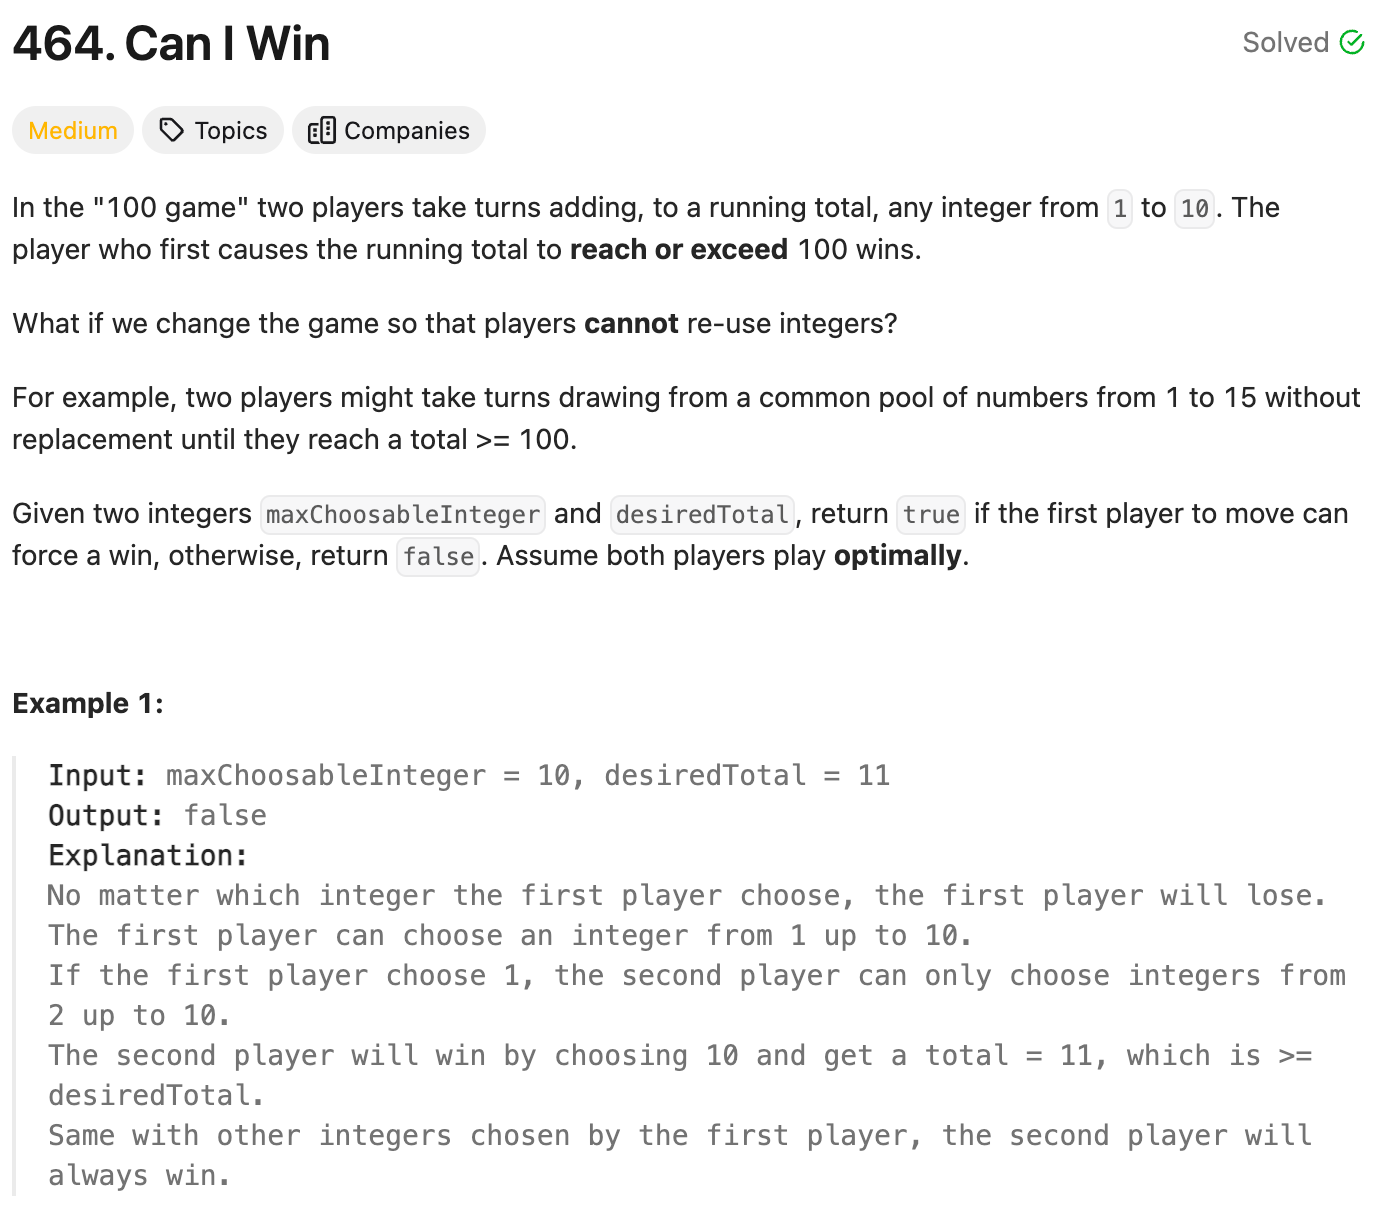 464. Can I Win
Solved
Medium
Topics
Companies
In the "100 game" two players take turns adding, to a running total, any integer from 1 to 10. The
player who first causes the running total to reach or exceed 100 wins.
What if we change the game so that players cannot re-use integers?
For example, two players might take turns drawing from a common pool of numbers from 1 to 15 without
replacement until they reach a total >= 100.
Given two integers maxChoosableInteger and desiredTotal, return true if the first player to move can
force a win, otherwise, return false. Assume both players play optimally.
Example 1:
Input: maxChoosableInteger = 10, desiredTotal = 11
Output: false
Explanation:
No matter which integer the first player choose, the first player will lose.
The first player can choose an integer from 1 up to 10.
If the first player choose 1, the second player can only choose integers from
2 up to 10.
The second player will win by choosing 10 and get a total = 11, which is >=
desiredTotal.
Same with other integers chosen by the first player, the second player will
always win.